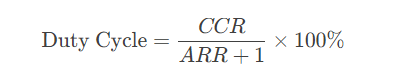 Duty Cycle = CCR / (ARR + 1) × 100%